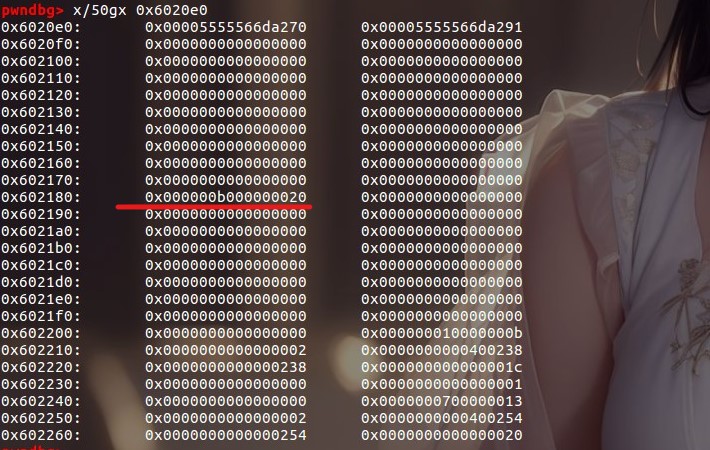 pwndbg> x/50gx 0x6020e0
0x6020e0: 0x00005555566da270 0x00005555566da291
0x6020f0: 0x0000000000000000 0x0000000000000000
0x602100: 0x0000000000000000 0x0000000000000000
0x602110: 0x0000000000000000 0x0000000000000000
0x602120: 0x0000000000000000 0x0000000000000000
0x602130: 0x0000000000000000 0x0000000000000000
0x602140: 0x0000000000000000 0x0000000000000000
0x602150: 0x0000000000000000 0x0000000000000000
0x602160: 0x0000000000000000 0x0000000000000000
0x602170: 0x0000000000000000 0x0000000000000000
0x602180: 0x000000b000000020 0x0000000000000000
0x602190: 0x0000000000000000 0x0000000000000000
0x6021a0: 0x0000000000000000 0x0000000000000000
0x6021b0: 0x0000000000000000 0x0000000000000000
0x6021c0: 0x0000000000000000 0x0000000000000000
0x6021d0: 0x0000000000000000 0x0000000000000000
0x6021e0: 0x0000000000000000 0x0000000000000000
0x6021f0: 0x0000000000000000 0x0000000000000000
0x602200: 0x0000000000000000 0x000000010000000b
0x602210: 0x0000000000000002 0x0000000000400238
0x602220: 0x0000000000000238 0x000000000000001c
0x602230: 0x0000000000000000 0x0000000000000001
0x602240: 0x0000000000000000 0x0000000700000013
0x602250: 0x0000000000000002 0x0000000000400254
0x602260: 0x0000000000000254 0x0000000000000020